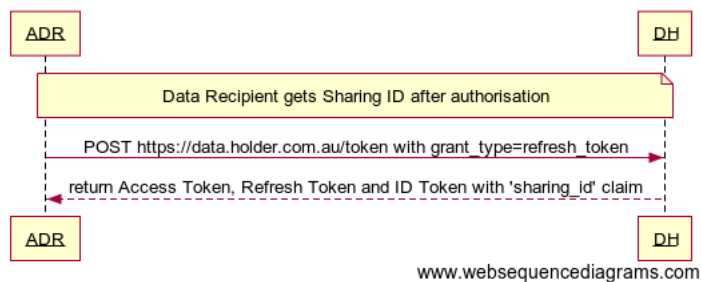 ADR DH
Data Recipient gets Sharing ID after authorisation
POST https://data.holder.com.au/token with grant_type=refresh_token
return Access Token, Refresh Token and ID Token with 'sharing_id' claim
ADR DH
www.websequencediagrams.com